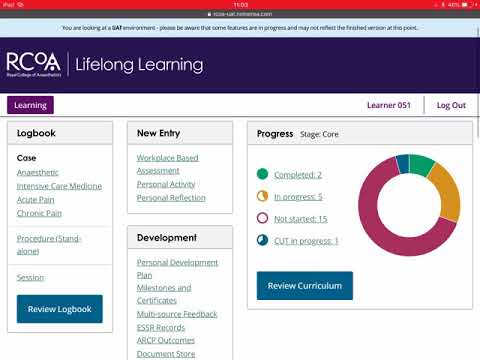 iPad
11:03
46%
rcoa-uat.hminensa.com
You are looking at a UAT environment - please be aware that some features are in progress and may not reflect the finished version at this point.
RCoA
Royal College of Anaesthetists
Lifelong Learning
Learning
Learner 051
Log Out
Logbook
Case
Anaesthetic
Intensive Care Medicine
Acute Pain
Chronic Pain
Procedure (Stand-
alone)
Session
Review Logbook
New Entry
Workplace Based
Assessment
Personal Activity
Personal Reflection
Development
Personal Development
Plan
Milestones and
Certificates
Multi-source Feedback
ESSR Records
ARCP Outcomes
Document Store
Progress Stage: Core
Completed: 2
In progress: 5
Not started: 15
CUT in progress: 1
Review Curriculum